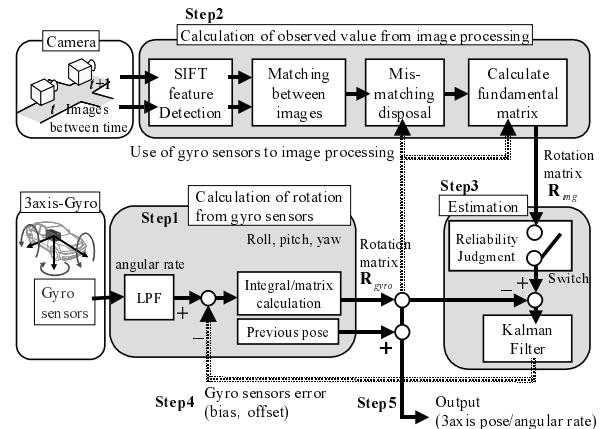 Step2
Calculation of observed value from image processing
Camera
t
t+1
Images
between time
SIFT
feature
Detection
Matching
between
images
Mis-
matching
disposal
Calculate
fundamental
matrix
Use of gyro sensors to image processing
Rotation
matrix
R img
Step3
Estimation
Reliability
Judgment
Switch
− +
Kalman
Filter
3axis-Gyro
Gyro
sensors
Step1
Calculation of rotation
from gyro sensors
Roll, pitch, yaw
angular rate
LPF
+
−
Integral/matrix
calculation
Previous pose
Rotation
matrix
R gyro
+
Step4
Gyro sensors error
(bias, offset)
Step5
Output
(3axis pose/angular rate)